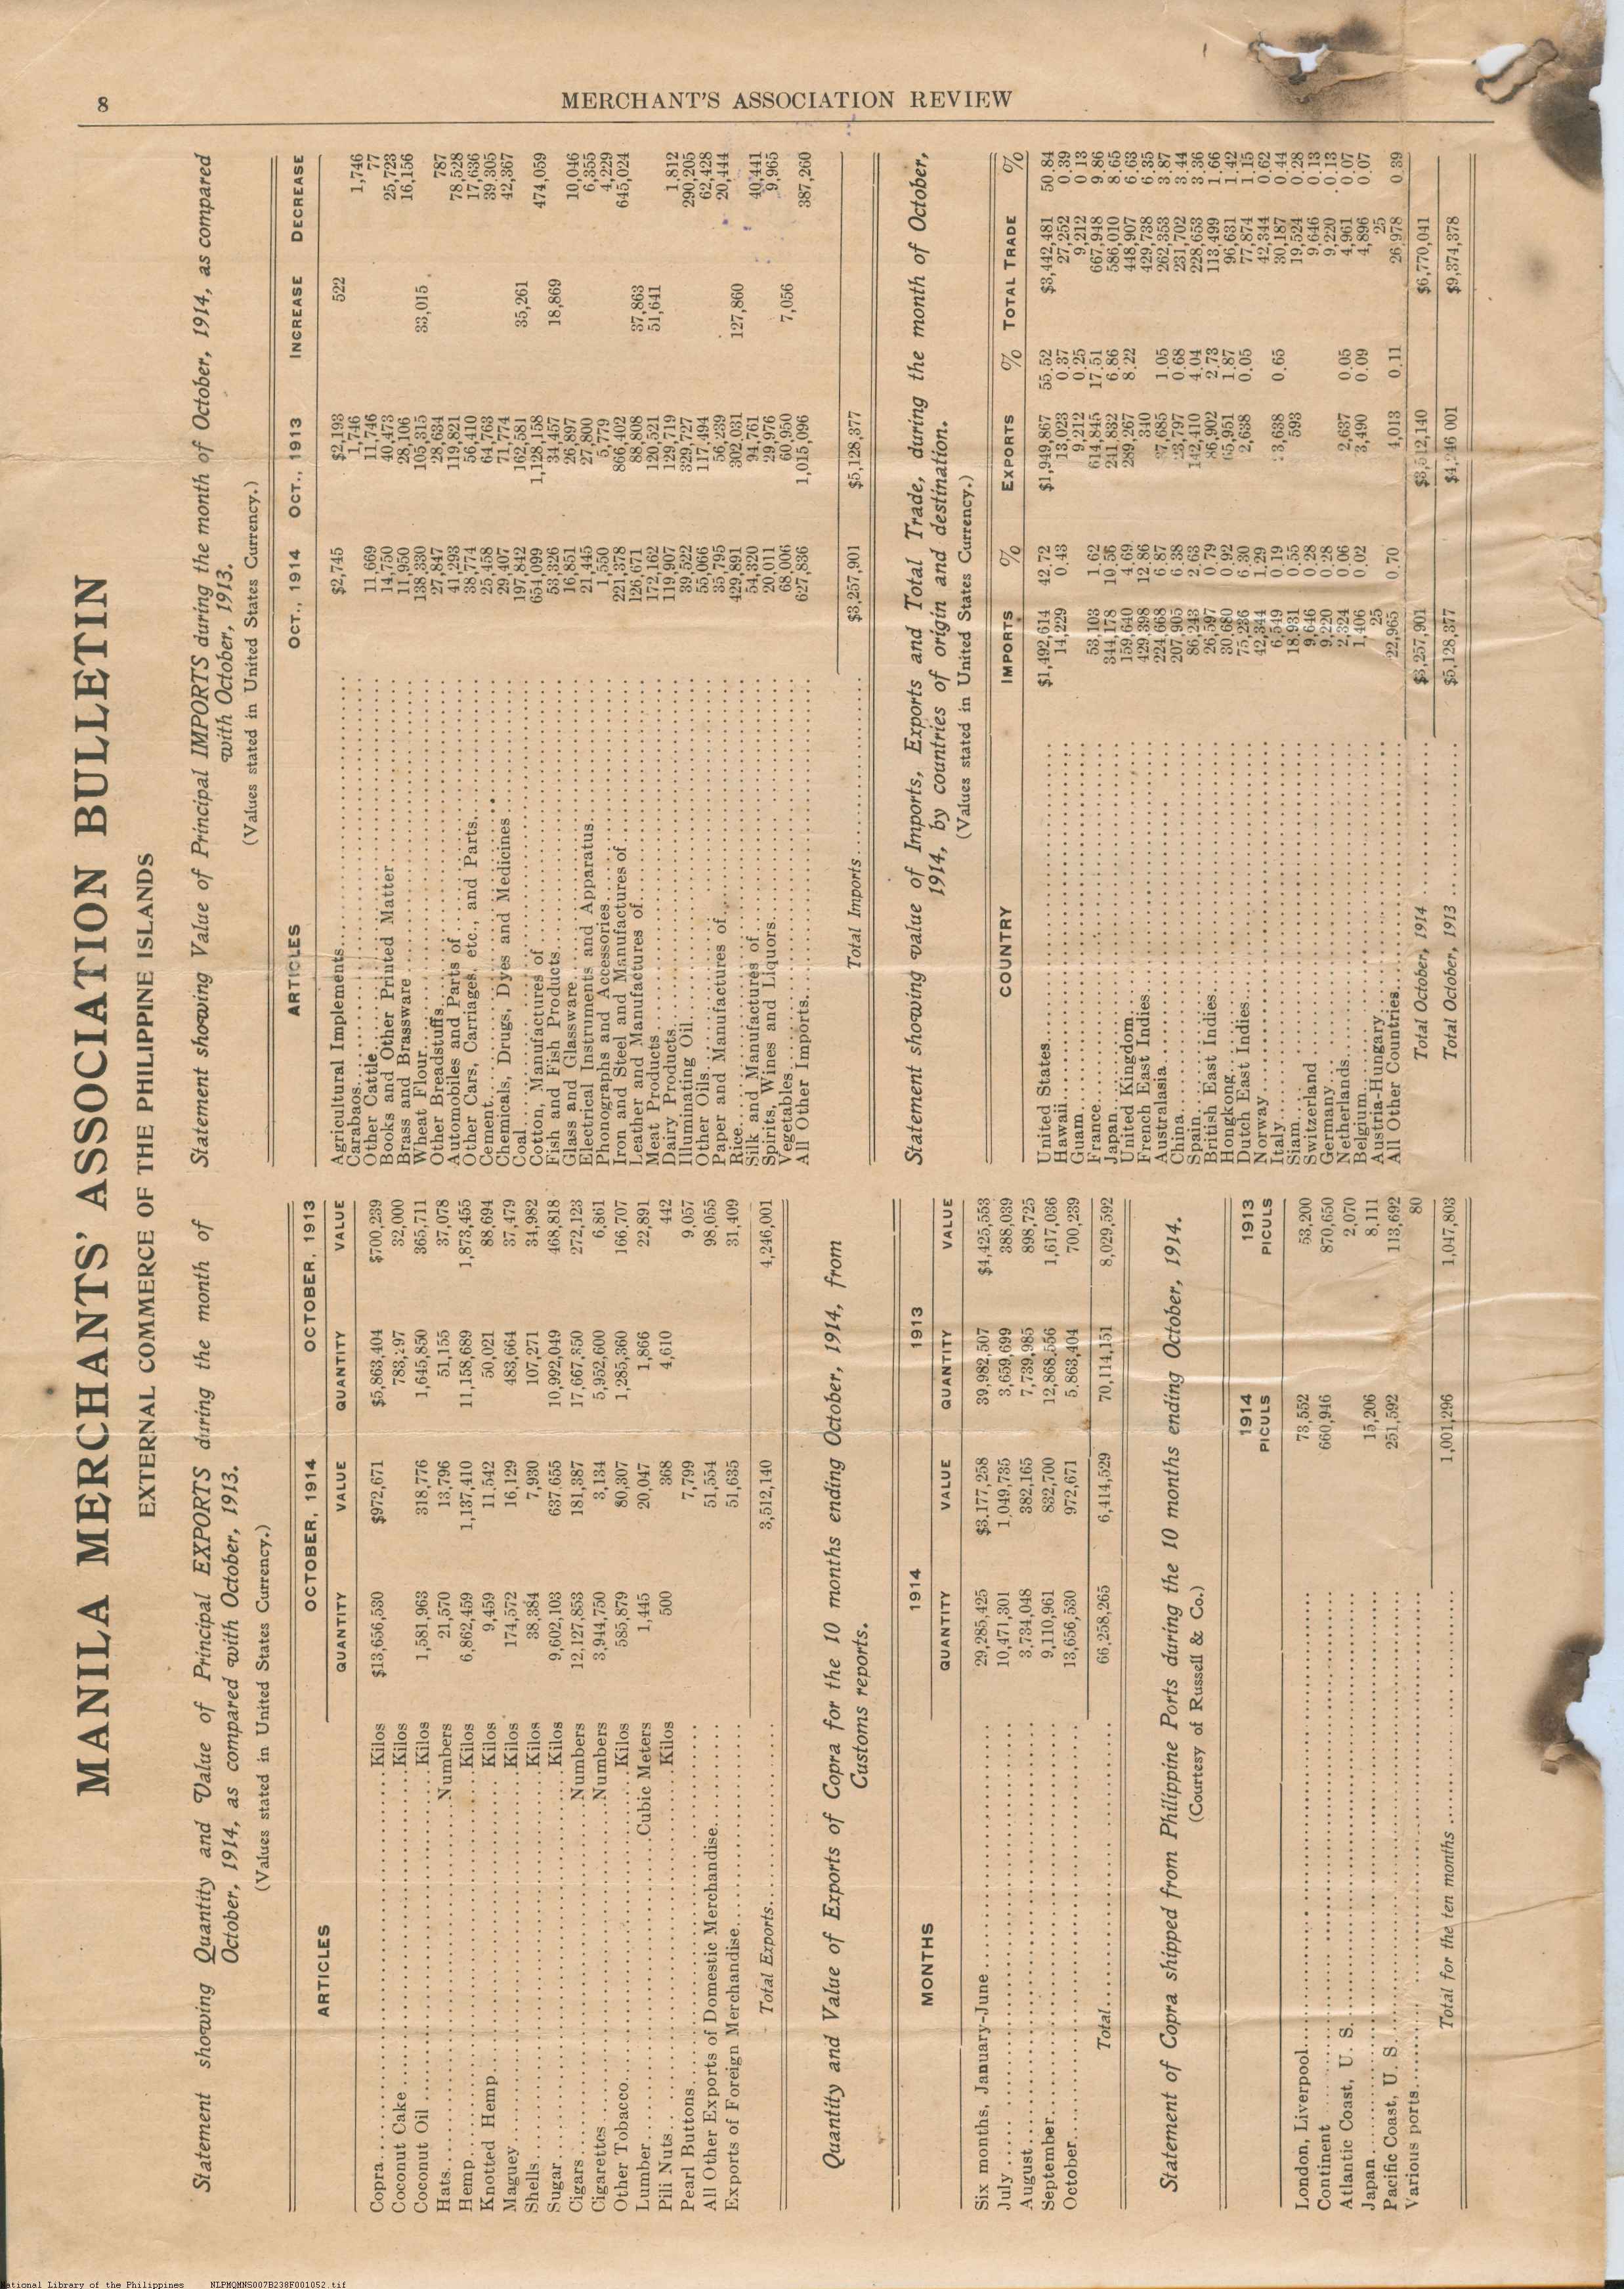 8
MERCHANT'S ASSOCIATION REVIEW
MANILA MERCHANTS' ASSOCIATION BULLETIN
EXTERNAL COMMERCE OF THE PHILIPPINE ISLANDS
Statement showing Quantity and Value of Principal EXPORTS during the month of
October, 1914, as compared with October, 1913.
(Values stated in United States Currency.)
ARTICLES OCTOBER, 1914 OCTOBER, 1913
QUANTITY VALUE QUANTITY VALUE
Copra Kilos $13,656,530 $972,671 $5,863,404 $700,239
Coconut Cake Kilos 783,297 32,000
Coconut Oil Kilos 1,581,963 318,776 1,645,850 365,711
Hats Numbers 21,570 13,796 51,155 37,078
Hemp Kilos 6,862,459 1,137,410 11,158,689 1,873,455
Knotted Hemp Kilos 9,459 11,542 50,021 88,694
Maguey Kilos 174,572 16,129 483,664 37,479
Shells Kilos 38,384 7,930 107,271 34,982
Sugar Kilos 9,602,103 637,655 10,992,049 468,818
Cigars Numbers 12,127,853 181,387 17,667,350 272,123
Cigarettes Numbers 3,944,750 3,134 5,952,600 6,861
Other Tobacco Kilos 585,879 80,307 1,285,360 166,707
Lumber Cubic Meters 1,445 20,047 1,866 22,891
Pili Nuts Kilos 500 368 4,610 442
Pearl Buttons 7,799 9,057
All Other Exports of Domestic Merchandise 51,554 98,055
Exports of Foreign Merchandise 51,635 31,409
Total Exports 3,512,140 4,246,001
Quantity and Value of Exports of Copra for the 10 months ending October, 1914, from
Customs reports.
MONTHS 1914 1913
QUANTITY VALUE QUANTITY VALUE
Six months, January-June 29,285,425 $3.177,258 39,982,507 $4,425,553
July 10,471,301 1,049,735 3,659,699 388,039
August 3,734,048 382,165 7,739,985 898,725
September 9,110,961 832,700 12,868,556 1,617,036
October 13,656,530 972,671 5,863,404 700,239
Total 66,258,265 6,414,529 70,114,151 8,029,592
Statement of Copra shipped from Philippine Ports during the 10 months ending October, 1914.
(Courtesy of Russell & Co.)
1914 PICULS 1913 PICULS
London, Liverpool 73,552 53,200
Continent 660,946 870,650
Atlantic Coast, U. S. 2,070
Japan 15,206 8,111
Pacific Coast, U. S. 251,592 113,692
Various ports 80
Total for the ten months 1,001,296 1,047,803
Statement showing Value of Principal IMPORTS during the month of October, 1914, as compared
with October, 1913.
(Values stated in United States Currency.)
ARTICLES OCT., 1914 OCT., 1913 INCREASE DECREASE
Agricultural Implements $2,745 $2,193 522
Carabaos 1,746 1,746
Other Cattle 11,669 11,746 77
Books and Other Printed Matter 14,750 40,473 25,723
Brass and Brassware 11,950 28,106 16,156
Wheat Flour 138,330 105,315 33,015
Other Breadstuffs 27,847 28,634 787
Automobiles and Parts of 41,293 119,821 78,528
Other Cars, Carriages, etc., and Parts 38,774 56,410 17,636
Cement 25,458 64,763 39,305
Chemicals, Drugs, Dyes and Medicines 29,407 71,774 42,367
Coal 197,842 162,581 35,261
Cotton, Manufactures of 654,099 1,128,158 474,059
Fish and Fish Products 53,326 34,457 18,869
Glass and Glassware 16,851 26,897 10,046
Electrical Instruments and Apparatus 21,445 27,800 6,355
Phonographs and Accessories 1,550 5,779 4,229
Iron and Steel and Manufactures of 221,378 866,402 645,024
Leather and Manufactures of 126,671 88,808 37,863
Meat Products 172,162 120,521 51,641
Dairy Products 119,907 129,719 1,812
Illuminating Oil 39,522 329,727 290,205
Other Oils 55,066 117,494 62,428
Paper and Manufactures of 35,795 56,239 20,444
Rice 429,891 302,031 127,860
Silk and Manufactures of 54,320 94,761 40,441
Spirits, Wines and Liquors 20,011 29,976 9,965
Vegetables 68,006 60,950 7,056
All Other Imports 627,836 1,015,096 387,260
Total Imports $3,257,901 $5,128,377
Statement showing value of Imports, Exports and Total Trade, during the month of October,
1914, by countries of origin and destination.
(Values stated in United States Currency.)
COUNTRY IMPORTS % EXPORTS % TOTAL TRADE %
United States $1,492,614 42.72 $1,949,867 55.52 $3,442,481 50.84
Hawaii 14,229 0.43 13,023 0.37 27,252 0.39
Guam 9,212 0.25 9,212 0.13
France 53,103 1.62 614,845 17.51 667,948 9.86
Japan 344,178 10.56 241,832 6.86 586,010 8.65
United Kingdom 159,640 4.69 289,267 8.22 448,907 6.63
French East Indies 429,398 12.86 340 429,738 6.35
Australasia 224,668 6.87 37,685 1.05 262,353 3.87
China 207,905 6.38 23,797 0.68 231,702 3.44
Spain 86,243 2.63 142,410 4.04 228,653 3.36
British East Indies 26,597 0.79 86,902 2.73 113,499 1.66
Hongkong 30,680 0.92 65,951 1.87 96,631 1.42
Dutch East Indies 75,236 6.30 2,638 0.05 77,874 1.15
Norway 42,344 1.29 42,344 0.62
Italy 6,549 0.19 23,638 0.65 30,187 0.44
Siam 18.931 0.55 593 19,524 0.28
Switzerland 9,646 0.28 9,646 0.13
Germany 9,220 0.28 9,220 0.13
Netherlands 2,324 0.06 2,637 0.05 4,961 0.07
Belgium 1,406 0.02 3,490 0.09 4,896 0.07
Austria-Hungary 25 25
All Other Countries 22,965 0.70 4,013 0.11 26,978 0.39
Total October, 1914 $3,257,901 $3,512,140 $6,770,041
Total October, 1913 $5,128,377 $4,246 001 $9,374,378
National Library of the Philippines NLPMQMNS007B238F001052.tif